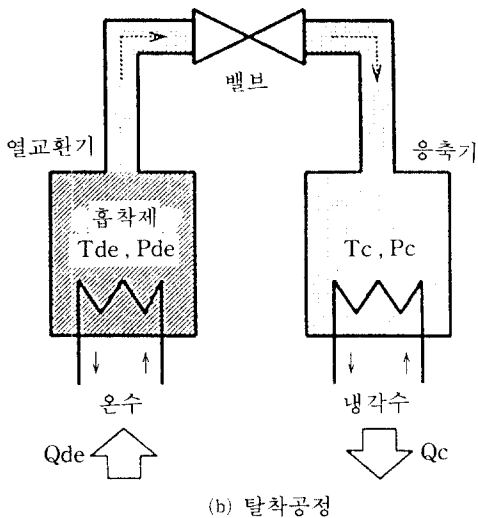 밸브
열교환기
응축기
흡착제
Tde , Pde
Tc , Pc
온수
냉각수
Qde
Qc
(b) 탈착공정